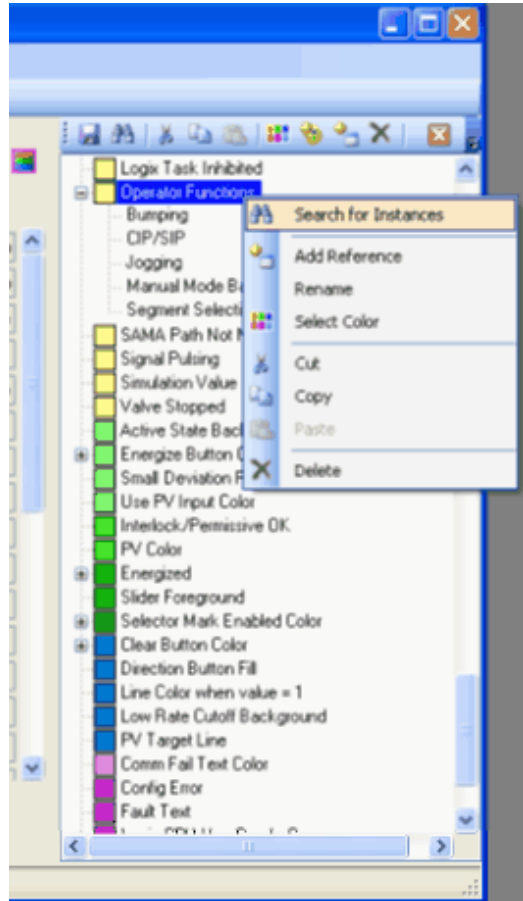 Logix Task Inhibited
Operator Functions
Bumping
CIP/SIP
Jogging
Manual Mode
Segment Selecti
SAMA Path Not
Signal Pulsing
Simulation Value
Valve Stopped
Active State Bac
Energize Button
Small Deviation
Use PV Input Color
Interlock/Permissive OK
PV Color
Energized
Slider Foreground
Selector Mark Enabled Color
Clear Button Color
Direction Button Fill
Line Color when value = 1
Low Rate Cutoff Background
PV Target Line
Comm Fail Text Color
Config Error
Fault Text
Search for Instances
Add Reference
Rename
Select Color
Cut
Copy
Paste
Delete